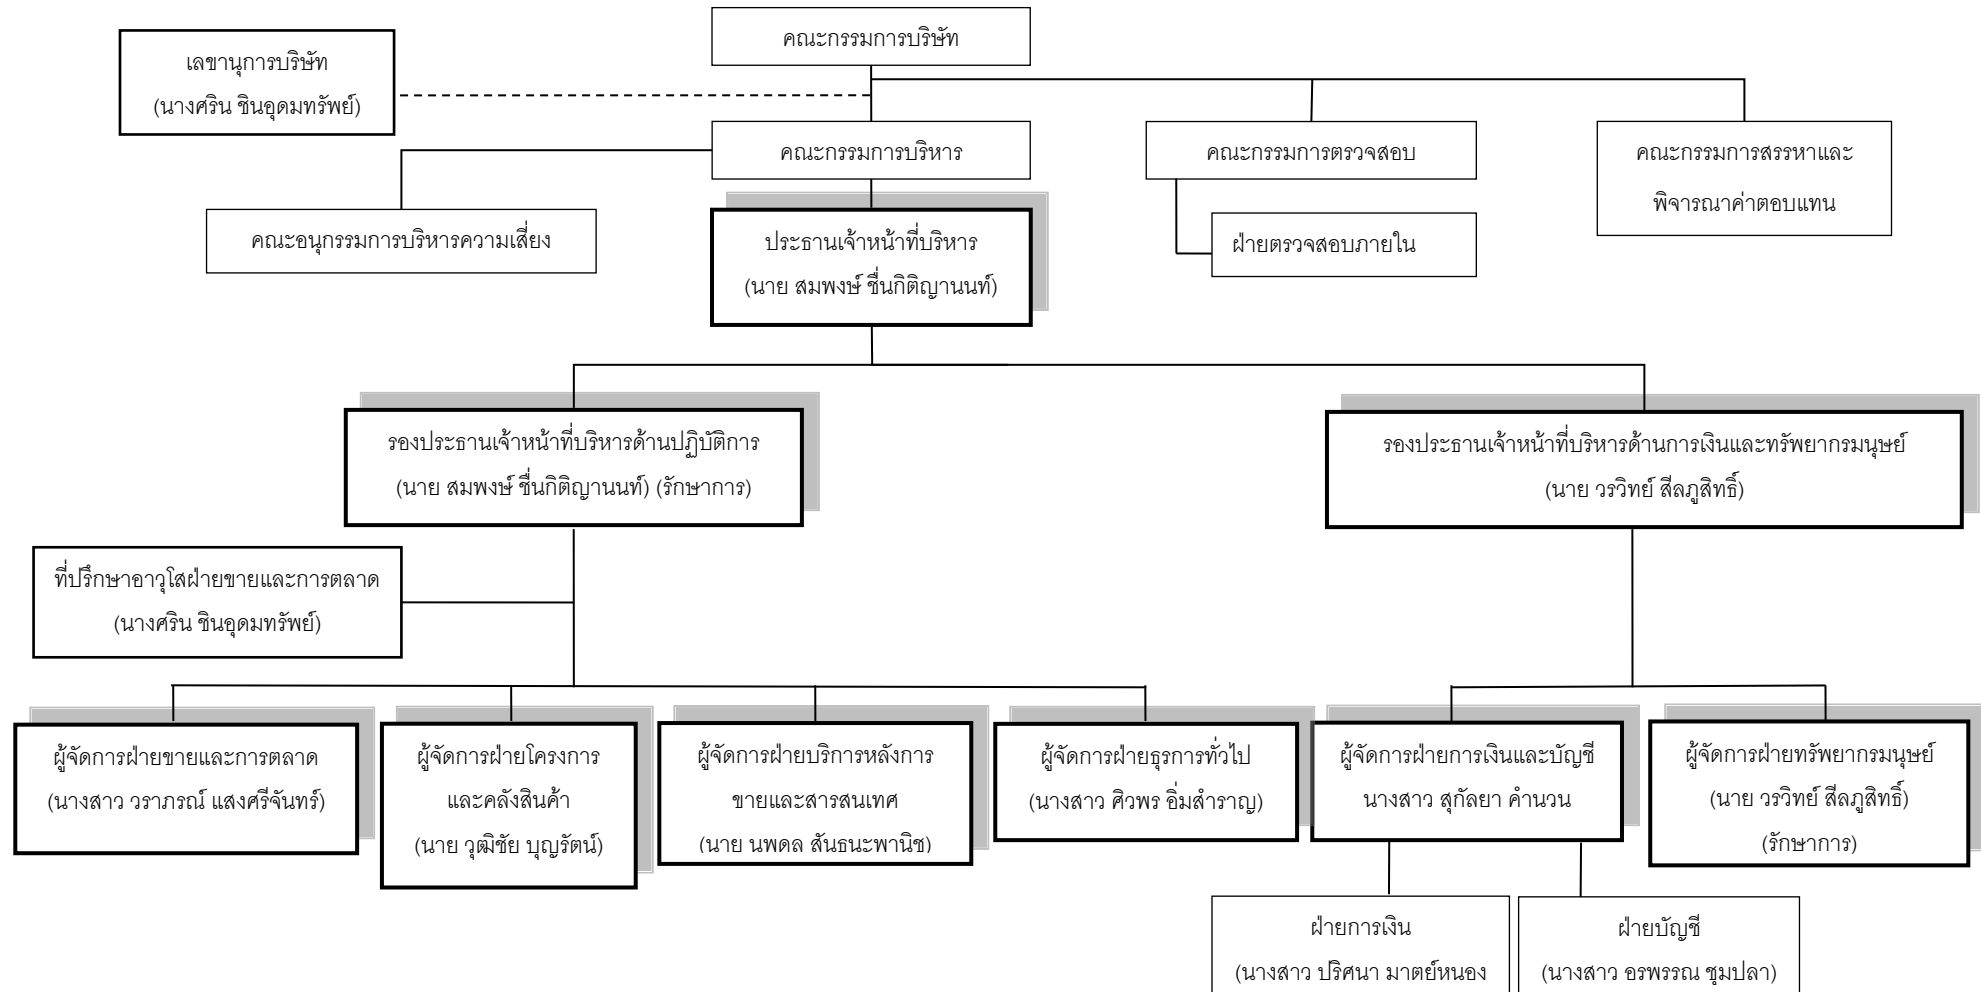 คณะกรรมการบริษัท
เลขานุการบริษัท
(นางศริน ชินอุดมทรัพย์)
คณะกรรมการบริหาร
คณะกรรมการตรวจสอบ
คณะกรรมการสรรหาและ
พิจารณาค่าตอบแทน
คณะอนุกรรมการบริหารความเสี่ยง
ประธานเจ้าหน้าที่บริหาร
(นาย สมพงษ์ ชื่นกิติญานนท์)
ฝ่ายตรวจสอบภายใน
รองประธานเจ้าหน้าที่บริหารด้านปฏิบัติการ
(นาย สมพงษ์ ชื่นกิติญานนท์) (รักษาการ)
รองประธานเจ้าหน้าที่บริหารด้านการเงินและทรัพยากรมนุษย์
(นาย วรวิทย์ สีลภูสิทธิ์)
ที่ปรึกษาอาวุโสฝ่ายขายและการตลาด
(นางศริน ชินอุดมทรัพย์)
ผู้จัดการฝ่ายขายและการตลาด
(นางสาว วราภรณ์ แสงศรีจันทร์)
ผู้จัดการฝ่ายโครงการ
และคลังสินค้า
(นาย วุฒิชัย บุญรัตน์)
ผู้จัดการฝ่ายบริการหลังการ
ขายและสารสนเทศ
(นาย นพดล สันธนะพานิช)
ผู้จัดการฝ่ายธุรการทั่วไป
(นางสาว ศิวพร อิ่มสำราญ)
ผู้จัดการฝ่ายการเงินและบัญชี
นางสาว สุกัลยา คำนวน
ผู้จัดการฝ่ายทรัพยากรมนุษย์
(นาย วรวิทย์ สีลภูสิทธิ์)
(รักษาการ)
ฝ่ายการเงิน
(นางสาว ปริศนา มาตย์หนอง
ฝ่ายบัญชี
(นางสาว อรพรรณ ชุมปลา)